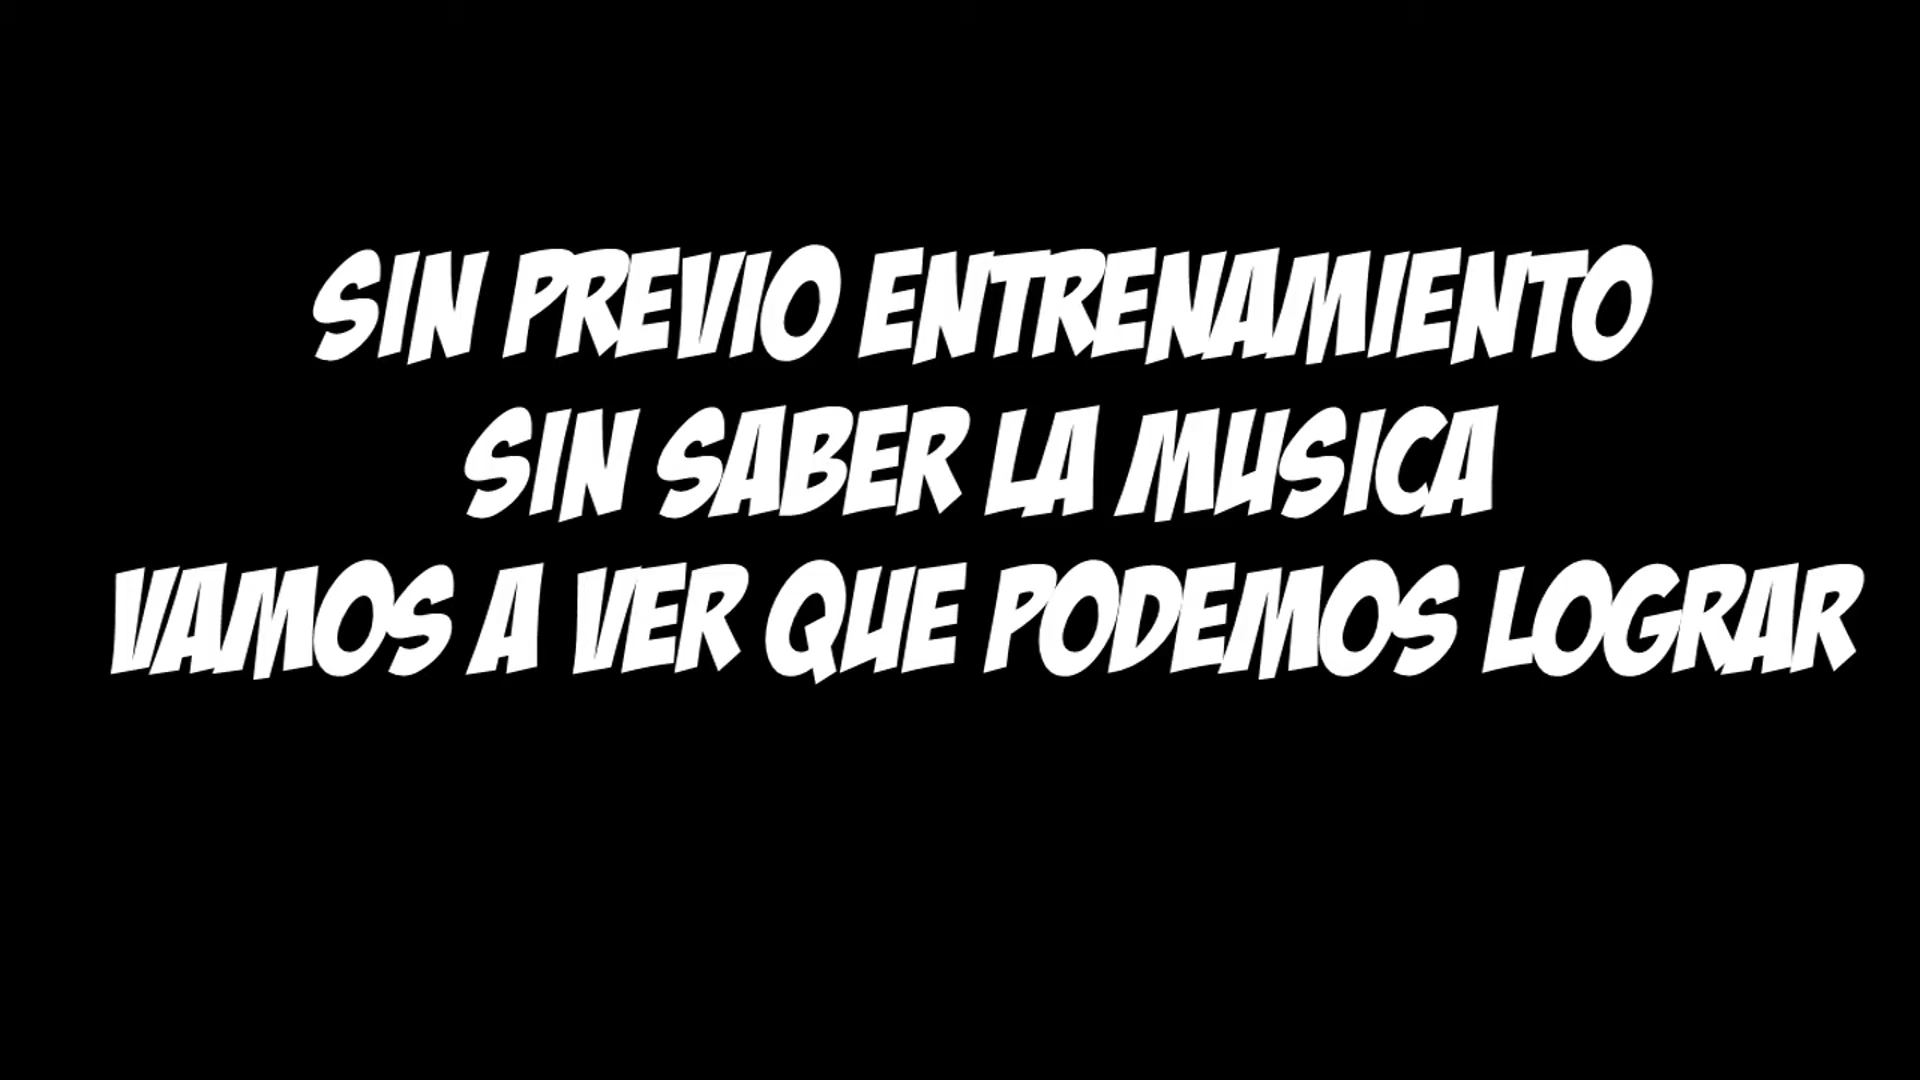 SIN PREVIO ENTRENAMIENTO
SIN SABER LA MUSICA
VAMOS A VER QUE PODEMOS LOGRAR